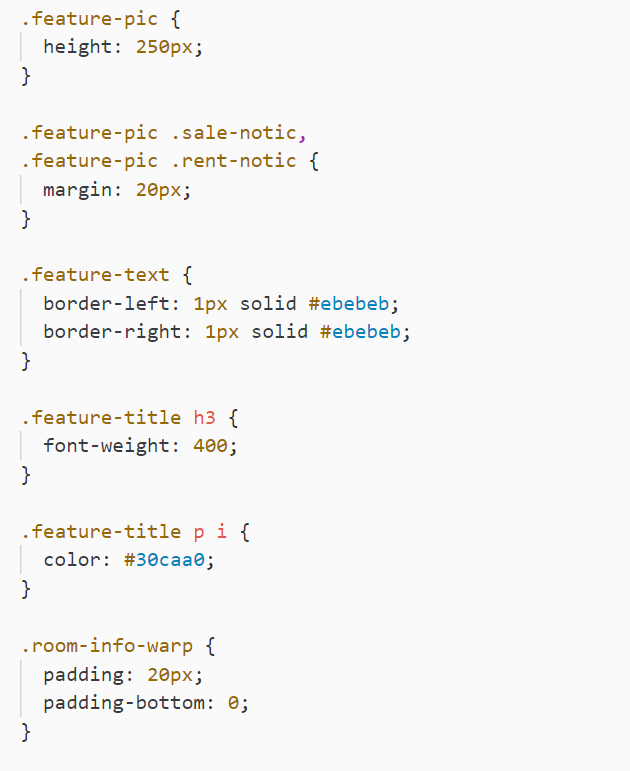 .feature-pic {
  height: 250px;
}

.feature-pic .sale-notic,
.feature-pic .rent-notic {
  margin: 20px;
}

.feature-text {
  border-left: 1px solid #ebebeb;
  border-right: 1px solid #ebebeb;
}

.feature-title h3 {
  font-weight: 400;
}

.feature-title p i {
  color: #30caa0;
}

.room-info-warp {
  padding: 20px;
  padding-bottom: 0;
}